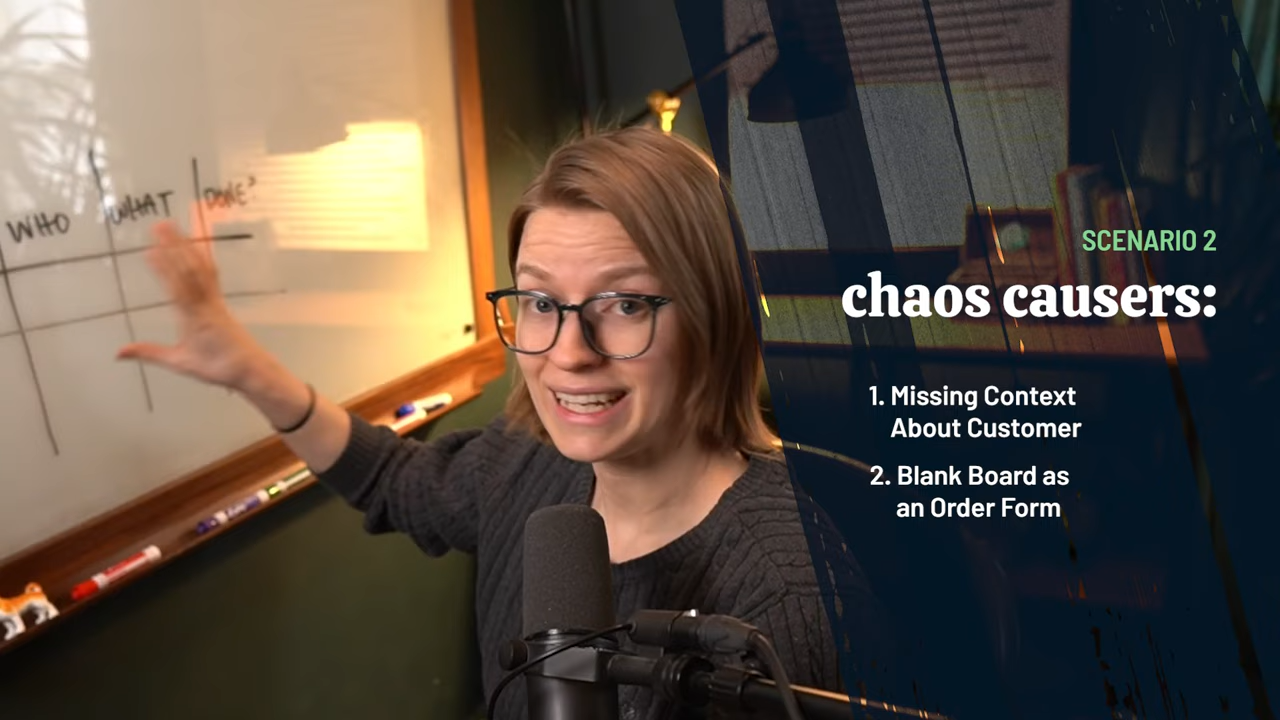 WHO WHAT DONE?
SCENARIO 2
chaos causers:
1. Missing Context
About Customer
2. Blank Board as
an Order Form